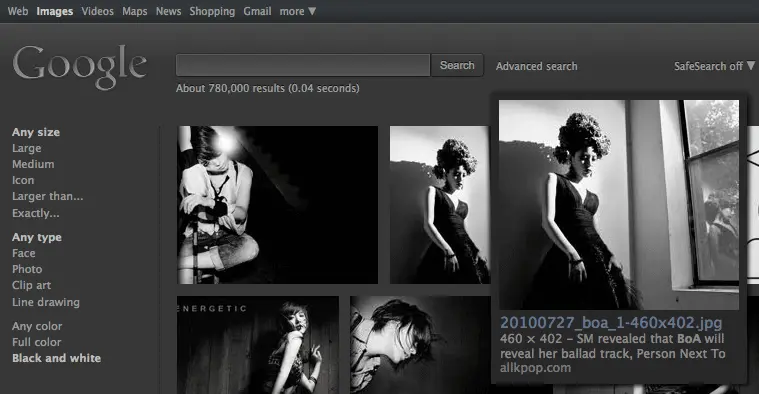 Web Images Videos Maps News Shopping Gmail more ▼
Google
Search
Advanced search
SafeSearch off ▼
About 780,000 results (0.04 seconds)
Any size
Large
Medium
Icon
Larger than...
Exactly...
Any type
Face
Photo
Clip art
Line drawing
Any color
Full color
Black and white
ENERGETIC
20100727_boa_1-460x402.jpg
460 × 402 - SM revealed that BoA will
reveal her ballad track, Person Next To
allkpop.com